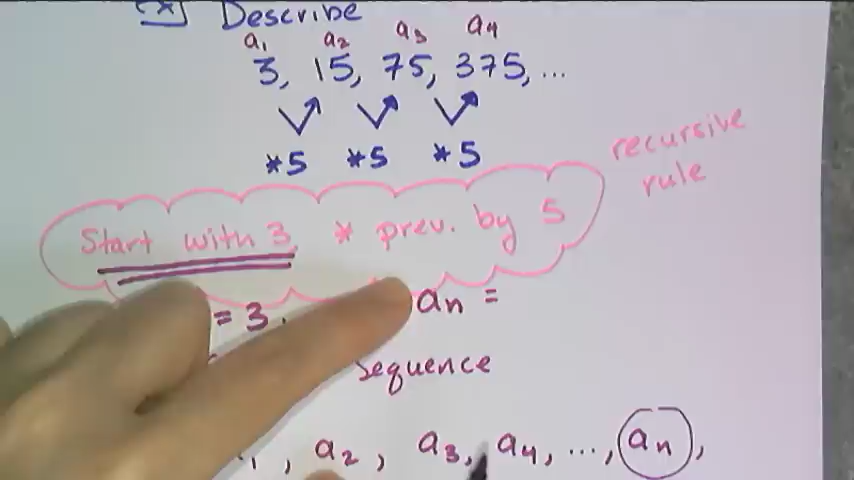 * Describe
a₁ a₂ a₃ a₄
3, 15, 75, 375, ...
*5 *5 *5
recursive
rule
Start with 3, * prev. by 5
= 3 aₙ =
sequence
₁, a₂, a₃, a₄, ..., aₙ,